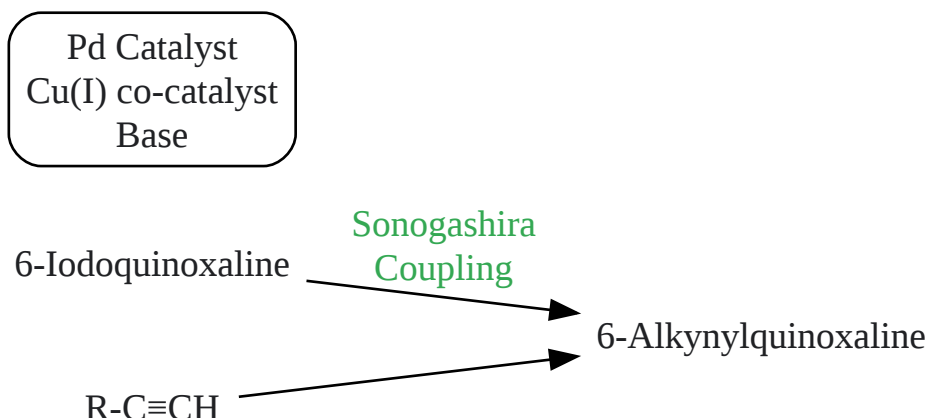 Pd Catalyst
Cu(I) co-catalyst
Base
Sonogashira
Coupling
6-Iodoquinoxaline
6-Alkynylquinoxaline
R-C≡CH